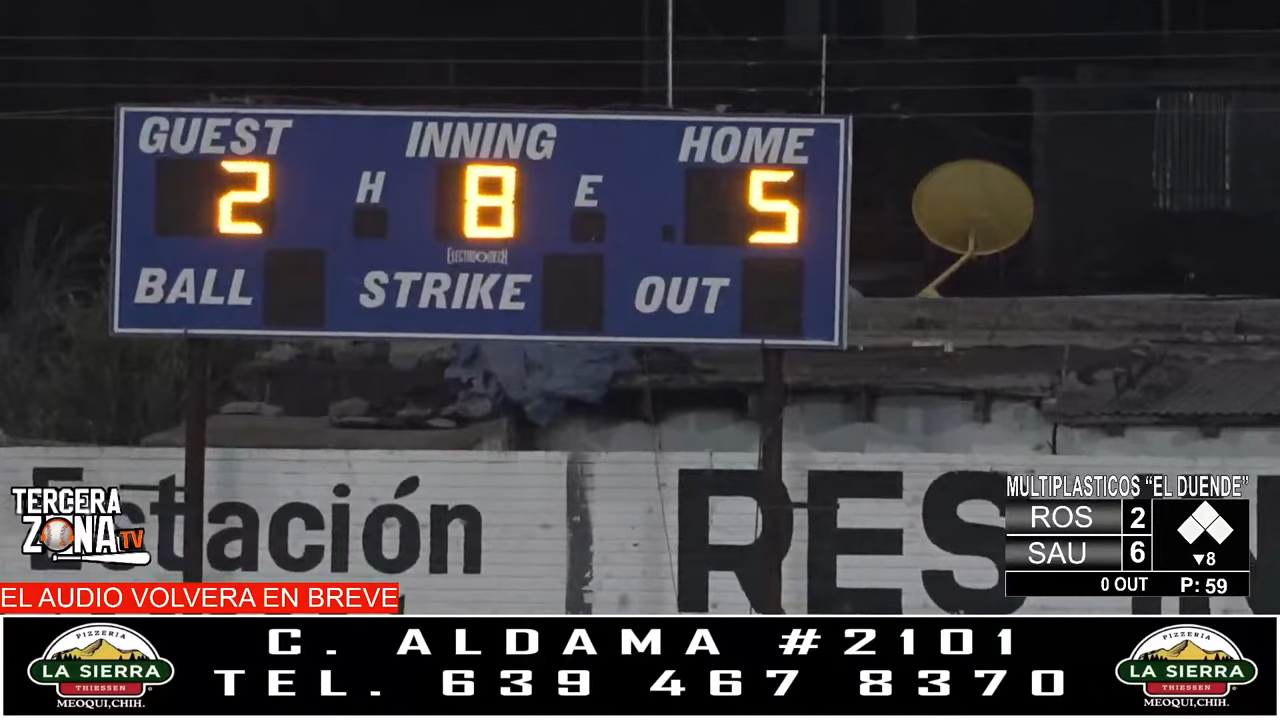 GUEST INNING HOME
2 H 8 E 5
ELECTRO-MECH
BALL STRIKE OUT
Estación
RES
TERCERA
ZONA TV
MULTIPLASTICOS “EL DUENDE”
ROS 2
SAU 6
▼8
0 OUT P: 59
EL AUDIO VOLVERA EN BREVE
PIZZERIA
LA SIERRA
THIESSEN
MEOQUI,CHIH.
C. ALDAMA #2101
TEL. 639 467 8370
PIZZERIA
LA SIERRA
THIESSEN
MEOQUI,CHIH.